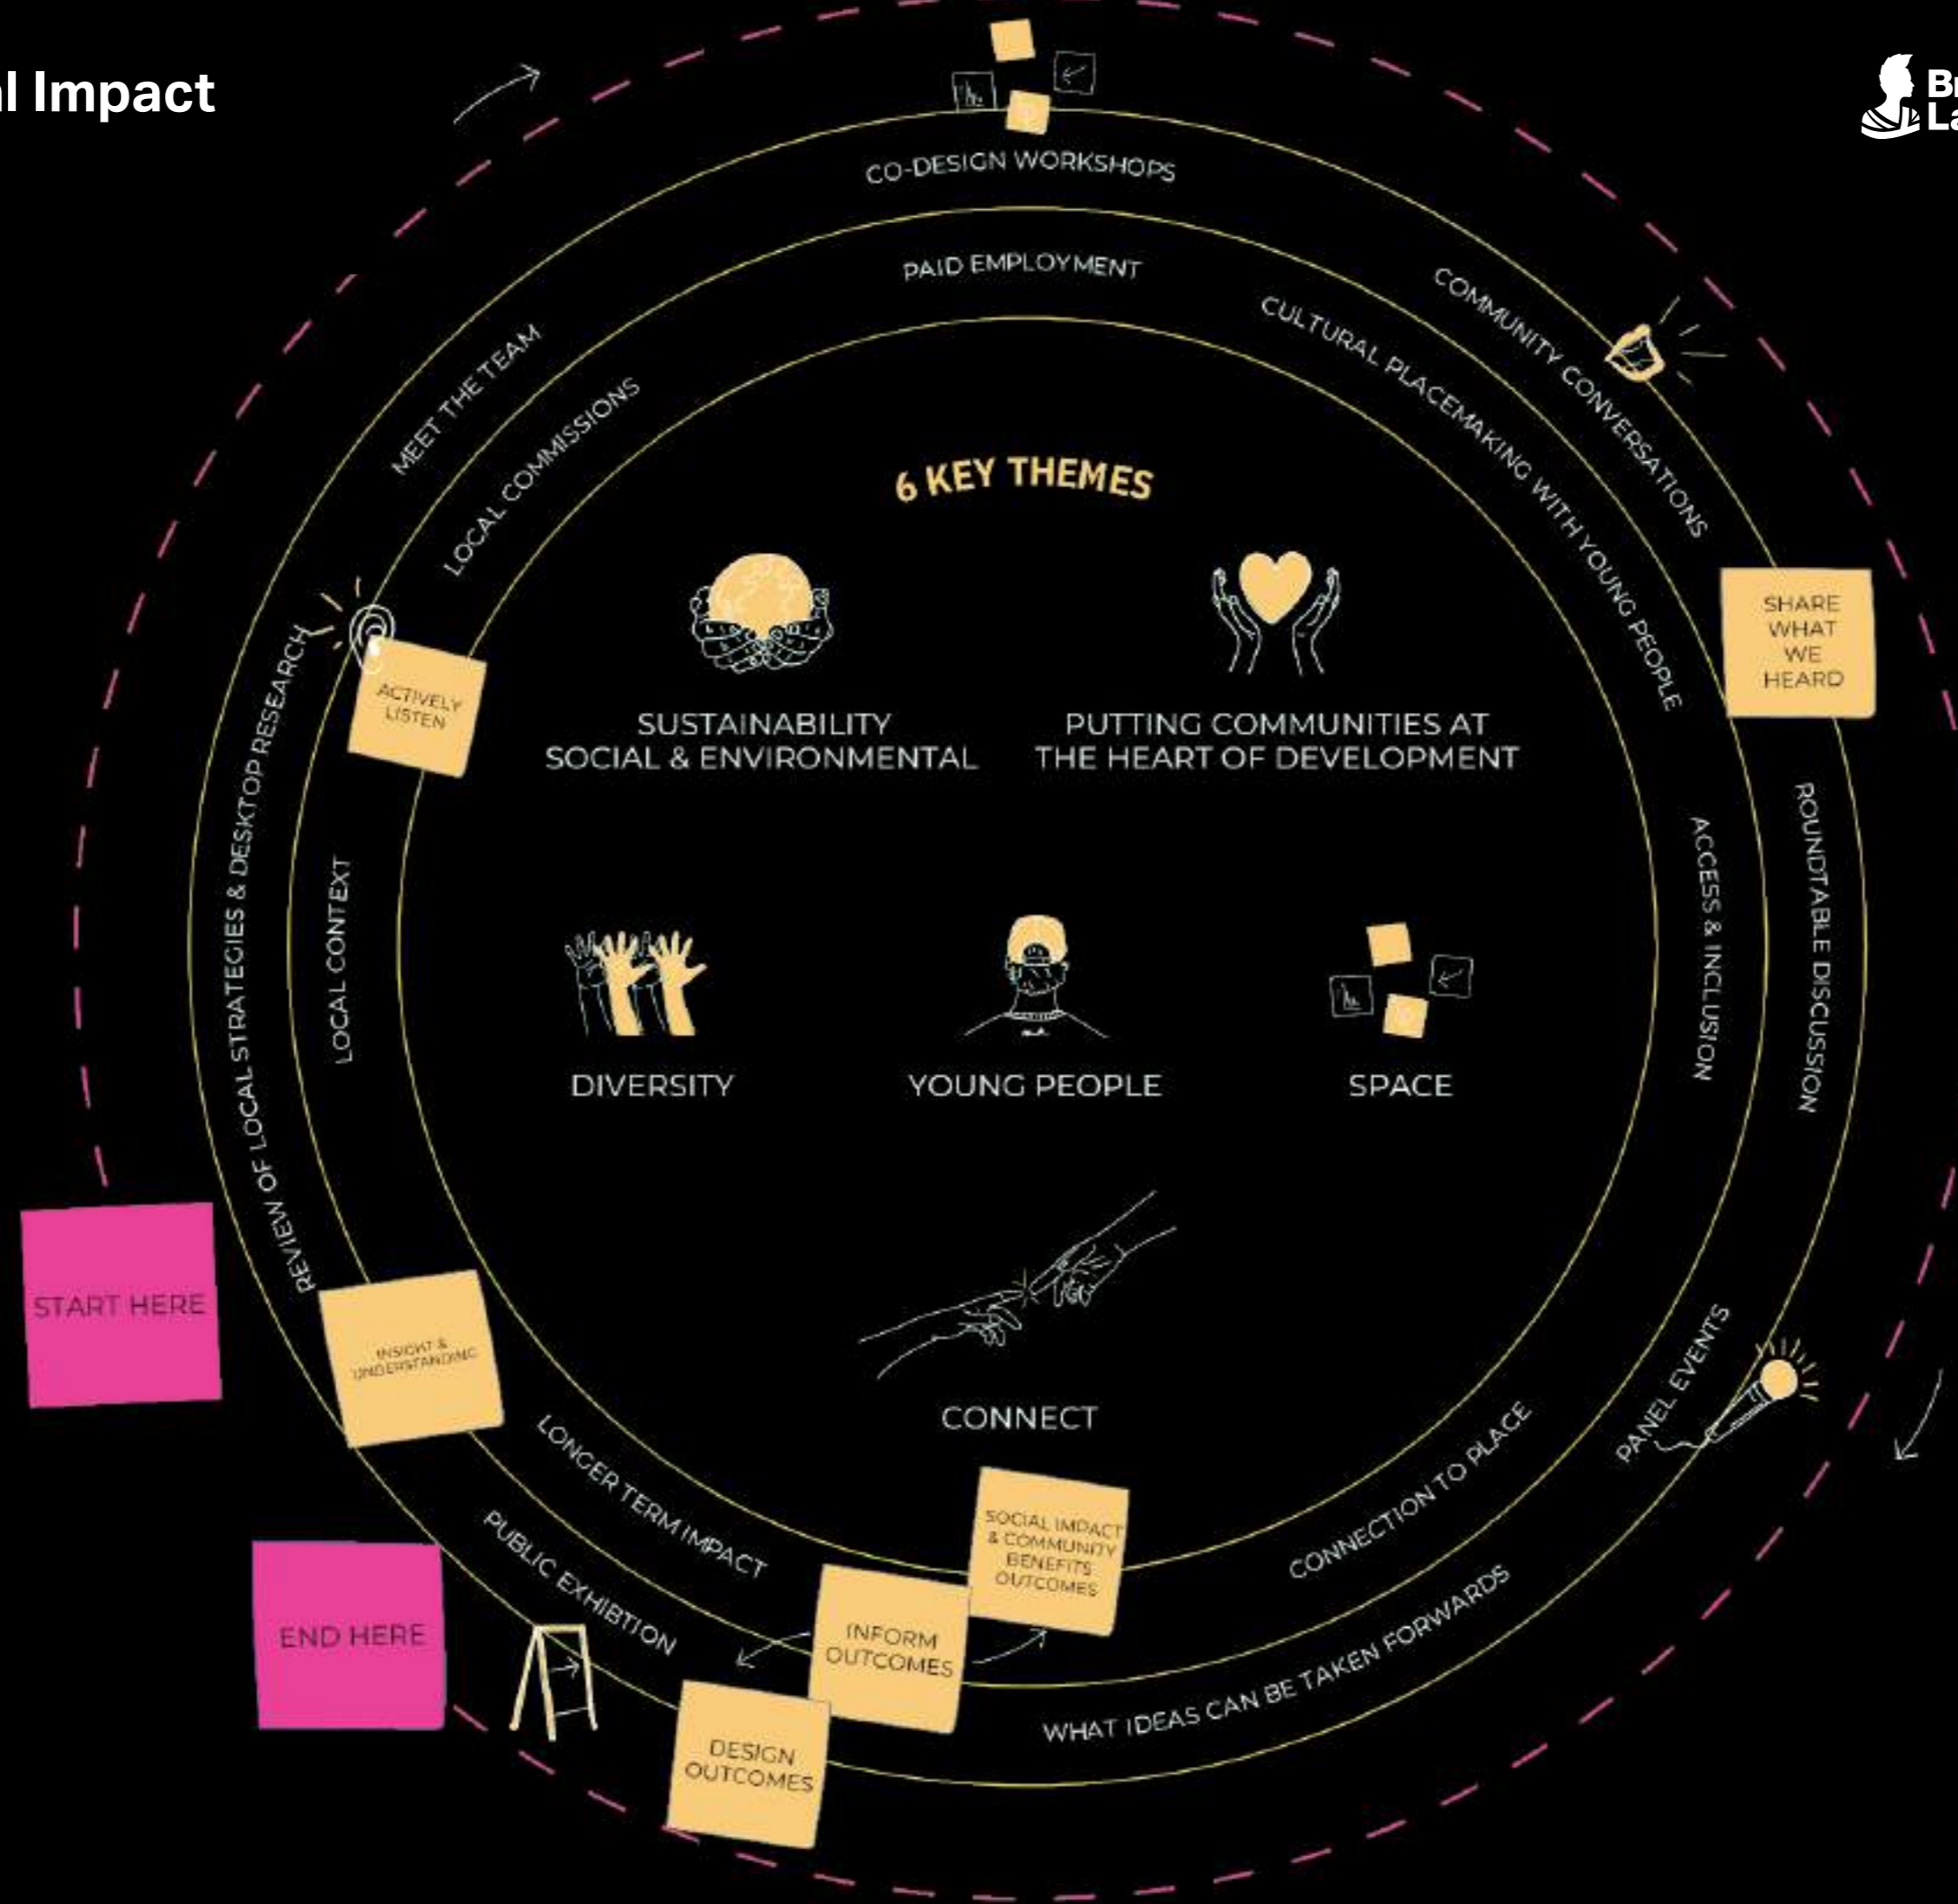 l Impact
Br
La
CO-DESIGN WORKSHOPS
PAID EMPLOYMENT
COMMUNITY CONVERSATIONS
CULTURAL PLACEMAKING WITH YOUNG PEOPLE
MEET THE TEAM
LOCAL COMMISSIONS
6 KEY THEMES
SHARE
WHAT
WE
HEARD
ACTIVELY
LISTEN
SUSTAINABILITY
SOCIAL & ENVIRONMENTAL
PUTTING COMMUNITIES AT
THE HEART OF DEVELOPMENT
REVIEW OF LOCAL STRATEGIES & DESKTOP RESEARCH
LOCAL CONTEXT
ACCESS & INCLUSION
ROUNDTABLE DISCUSSION
DIVERSITY
YOUNG PEOPLE
SPACE
START HERE
INSIGHT &
UNDERSTANDING
CONNECT
PANEL EVENTS
CONNECTION TO PLACE
LONGER TERM IMPACT
PUBLIC EXHIBTION
SOCIAL IMPACT
& COMMUNITY
BENEFITS
OUTCOMES
END HERE
INFORM
OUTCOMES
WHAT IDEAS CAN BE TAKEN FORWARDS
DESIGN
OUTCOMES